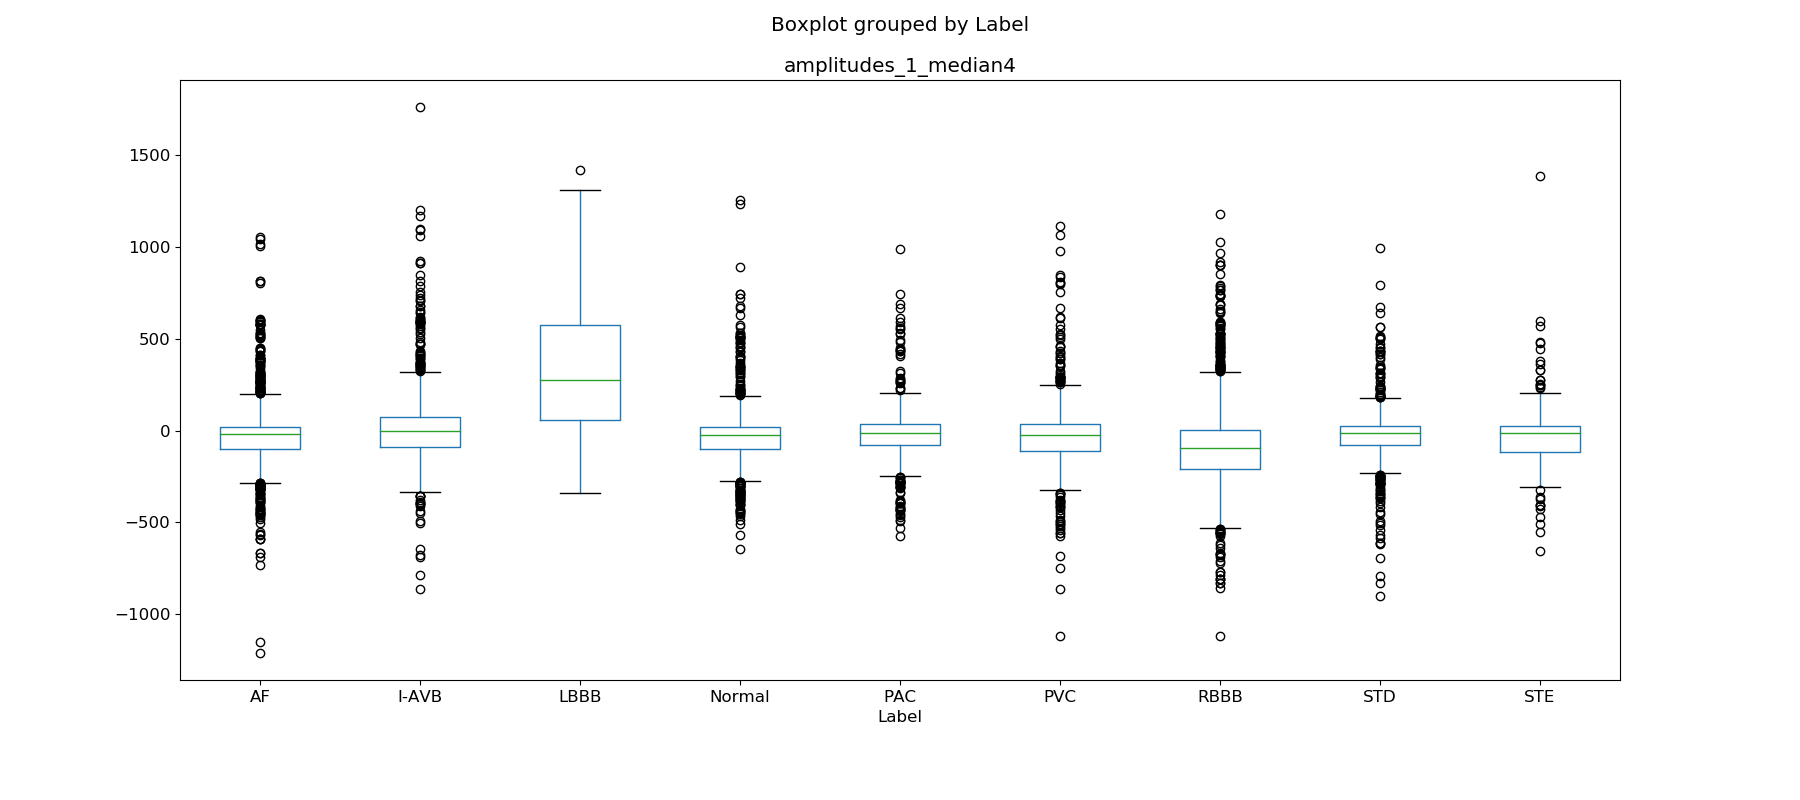 Boxplot grouped by Label
amplitudes_1_median4
1500
1000
500
0
−500
−1000
AF I-AVB LBBB Normal PAC PVC RBBB STD STE
Label